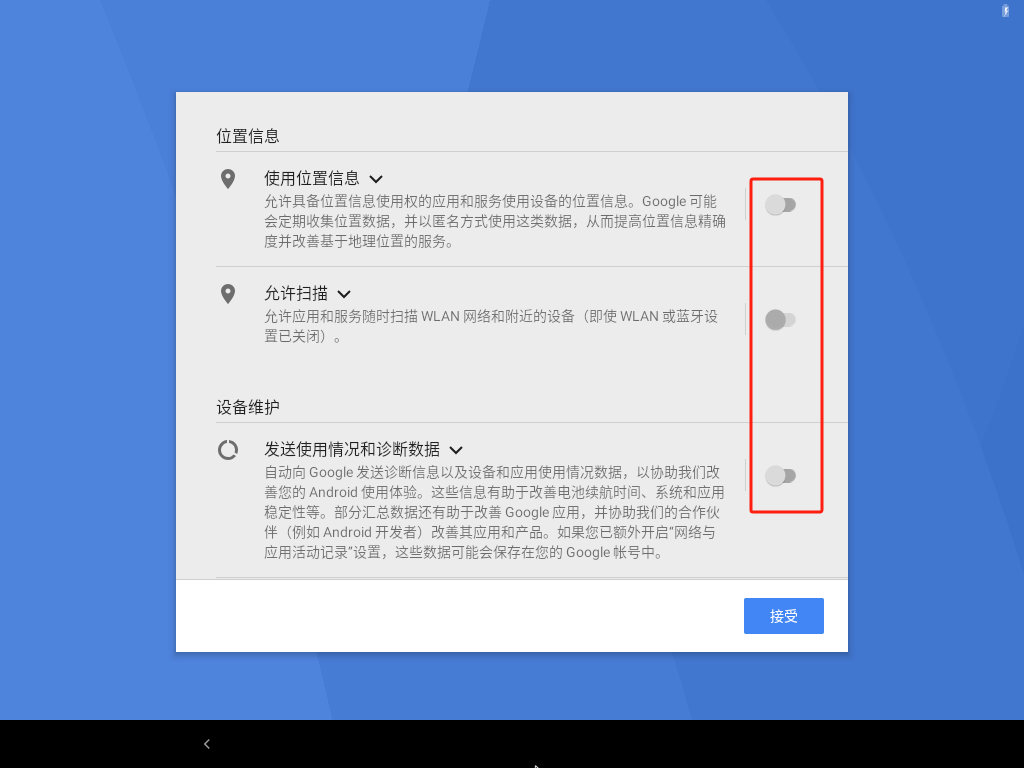 位置信息
使用位置信息
允许具备位置信息使用权的应用和服务使用设备的位置信息。Google 可能
会定期收集位置数据，并以匿名方式使用这类数据，从而提高位置信息精确
度并改善基于地理位置的服务。
允许扫描
允许应用和服务随时扫描 WLAN 网络和附近的设备（即使 WLAN 或蓝牙设
置已关闭）。
设备维护
发送使用情况和诊断数据
自动向 Google 发送诊断信息以及设备和应用使用情况数据，以协助我们改
善您的 Android 使用体验。这些信息有助于改善电池续航时间、系统和应用
稳定性等。部分汇总数据还有助于改善 Google 应用，并协助我们的合作伙
伴（例如 Android 开发者）改善其应用和产品。如果您已额外开启“网络与
应用活动记录”设置，这些数据可能会保存在您的 Google 帐号中。
接受